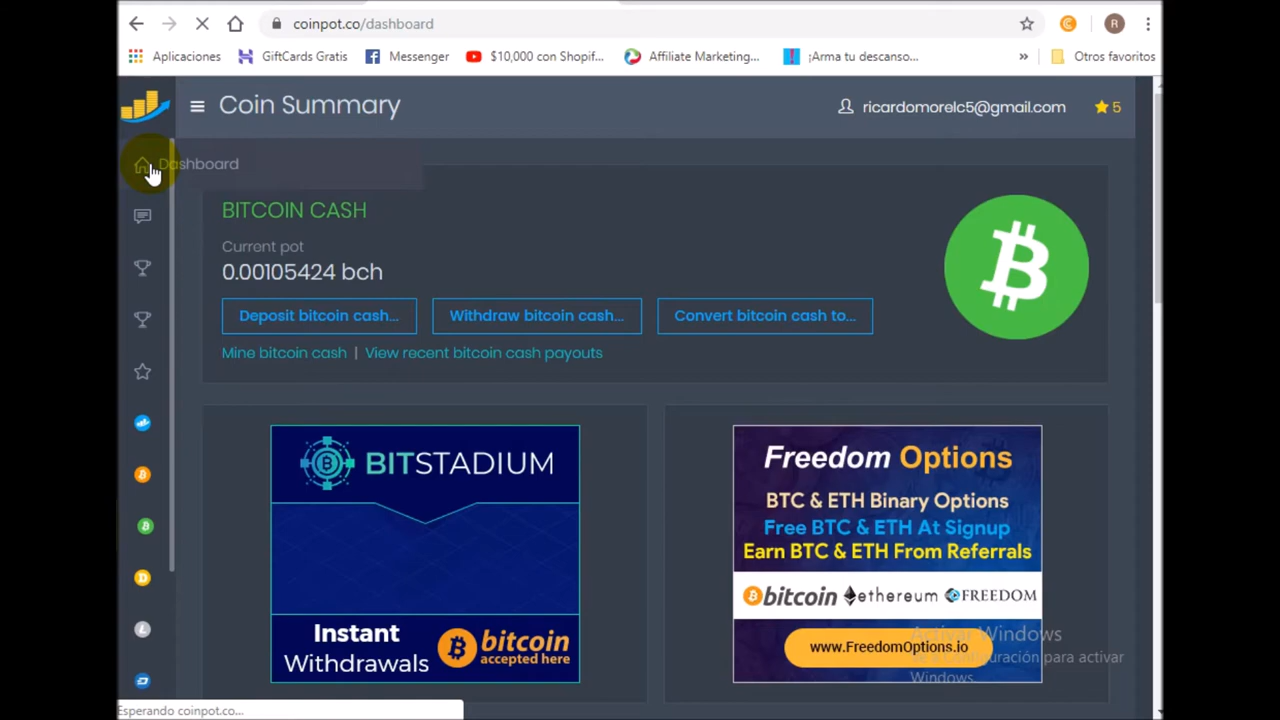 coinpot.co/dashboard
R
Aplicaciones
GiftCards Gratis
Messenger
$10,000 con Shopif...
Affiliate Marketing...
¡Arma tu descanso...
»
Otros favoritos
Coin Summary
ricardomorelc5@gmail.com
5
Dashboard
BITCOIN CASH
Current pot
0.00105424 bch
Deposit bitcoin cash...
Withdraw bitcoin cash...
Convert bitcoin cash to...
Mine bitcoin cash | View recent bitcoin cash payouts
BITSTADIUM
Instant
Withdrawals
bitcoin
accepted here
Freedom Options
BTC & ETH Binary Options
Free BTC & ETH At Signup
Earn BTC & ETH From Referrals
bitcoin ethereum FREEDOM
www.FreedomOptions.io
Activar Windows
configuración para activar
Windows.
Esperando coinpot.co...